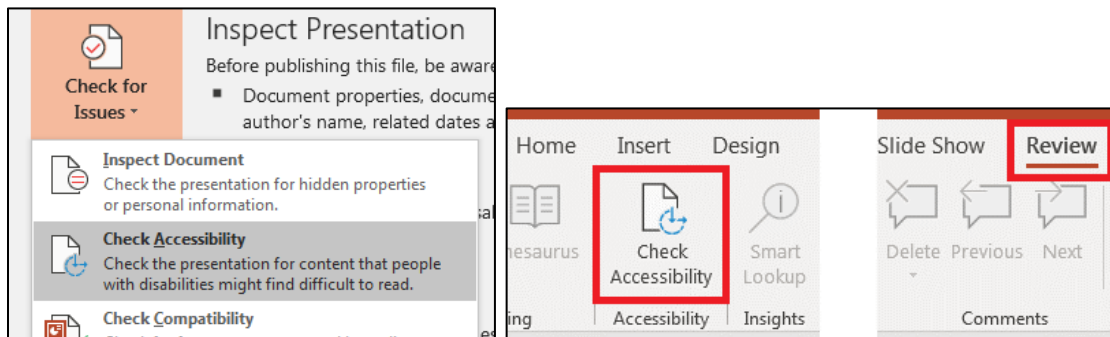 Inspect Presentation
Before publishing this file, be aware
Check for
Issues
▪ Document properties,
author's name, related dates
Inspect Document
Check the presentation for hidden properties
or personal information.
Check Accessibility
Check the presentation for content that people
with disabilities might find difficult to read.
Check Compatibility
Home Insert Design
Check
Accessibility
Smart
Lookup
Accessibility
Insights
Slide Show Review
Delete Previous Next
Comments